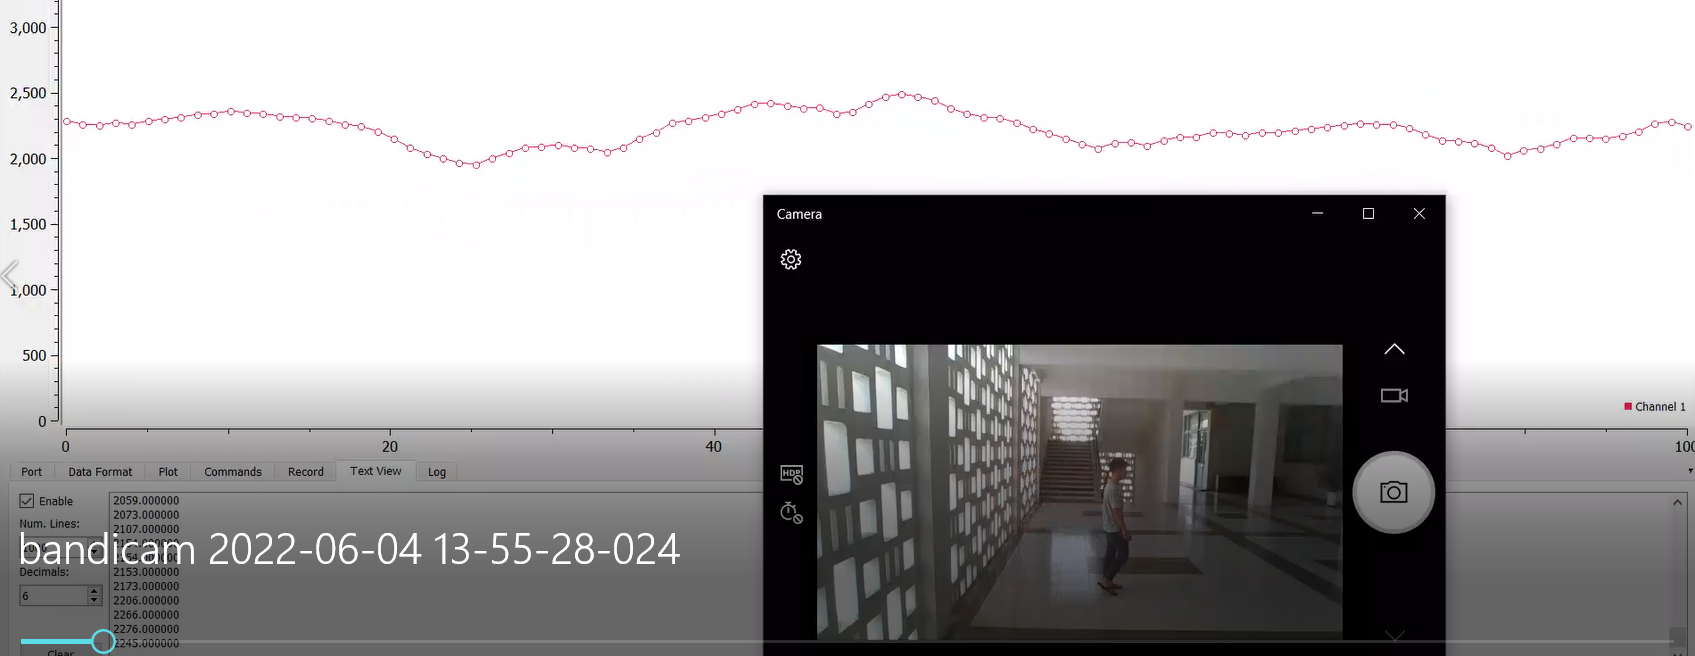 3,000
2,500
2,000
1,500
1,000
500
0
0 20 40 100
Channel 1
Camera
HDR
Port Data Format Plot Commands Record Text View Log
Enable
Num. Lines:
Decimals:
6
Clear
2059.000000
2073.000000
2107.000000
2153.000000
2173.000000
2206.000000
2266.000000
2276.000000
2245.000000
bandicam 2022-06-04 13-55-28-024